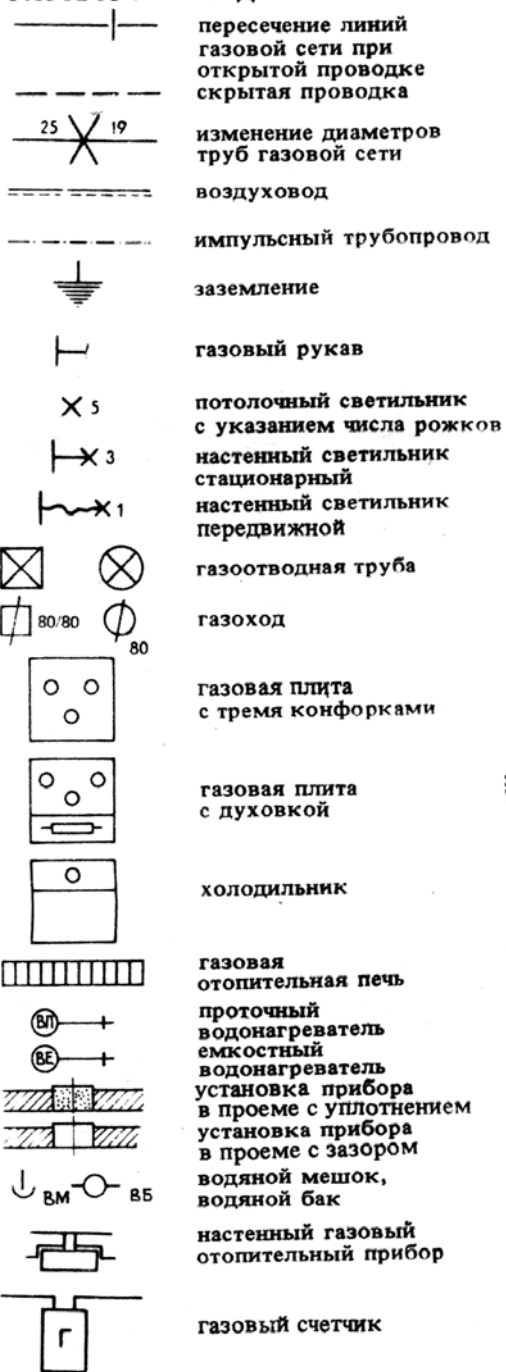 пересечение линий
газовой сети при
открытой проводке
скрытая проводка
25 19
изменение диаметров
труб газовой сети
воздуховод
импульсный трубопровод
заземление
газовый рукав
5
потолочный светильник
с указанием числа рожков
3
настенный светильник
стационарный
1
настенный светильник
передвижной
газоотводная труба
80/80
80
газоход
газовая плита
с тремя конфорками
газовая плита
с духовкой
холодильник
газовая
отопительная печь
ВП
проточный
водонагреватель
ВЕ
емкостный
водонагреватель
установка прибора
в проеме с уплотнением
установка прибора
в проеме с зазором
ВМ ВБ
водяной мешок,
водяной бак
настенный газовый
отопительный прибор
Г
газовый счетчик